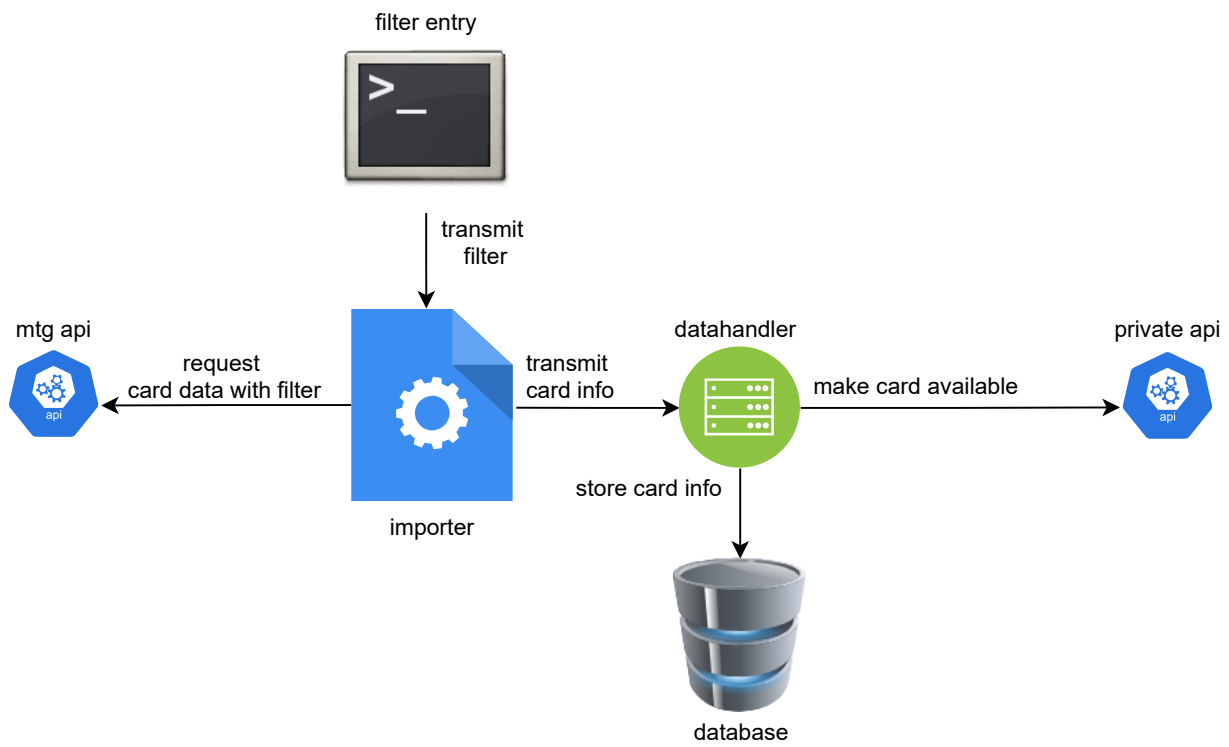 filter entry
>_
transmit
filter
mtg api
request
card data with filter
api
transmit
card info
importer
datahandler
make card available
private api
api
store card info
database